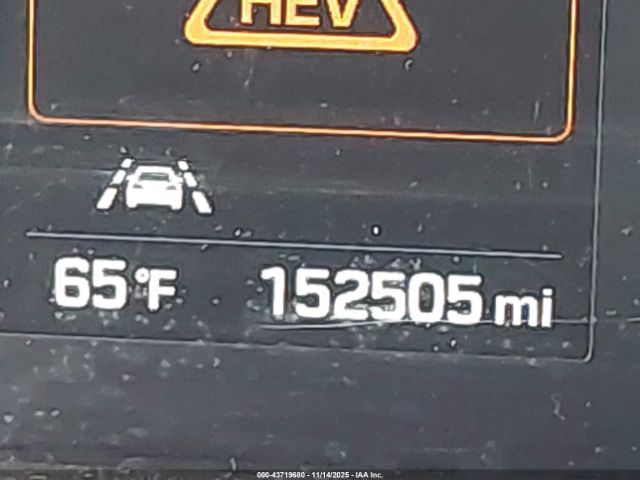 HEV
65°F 152505 mi
000-43719680 - 11/14/2025 - IAA Inc.